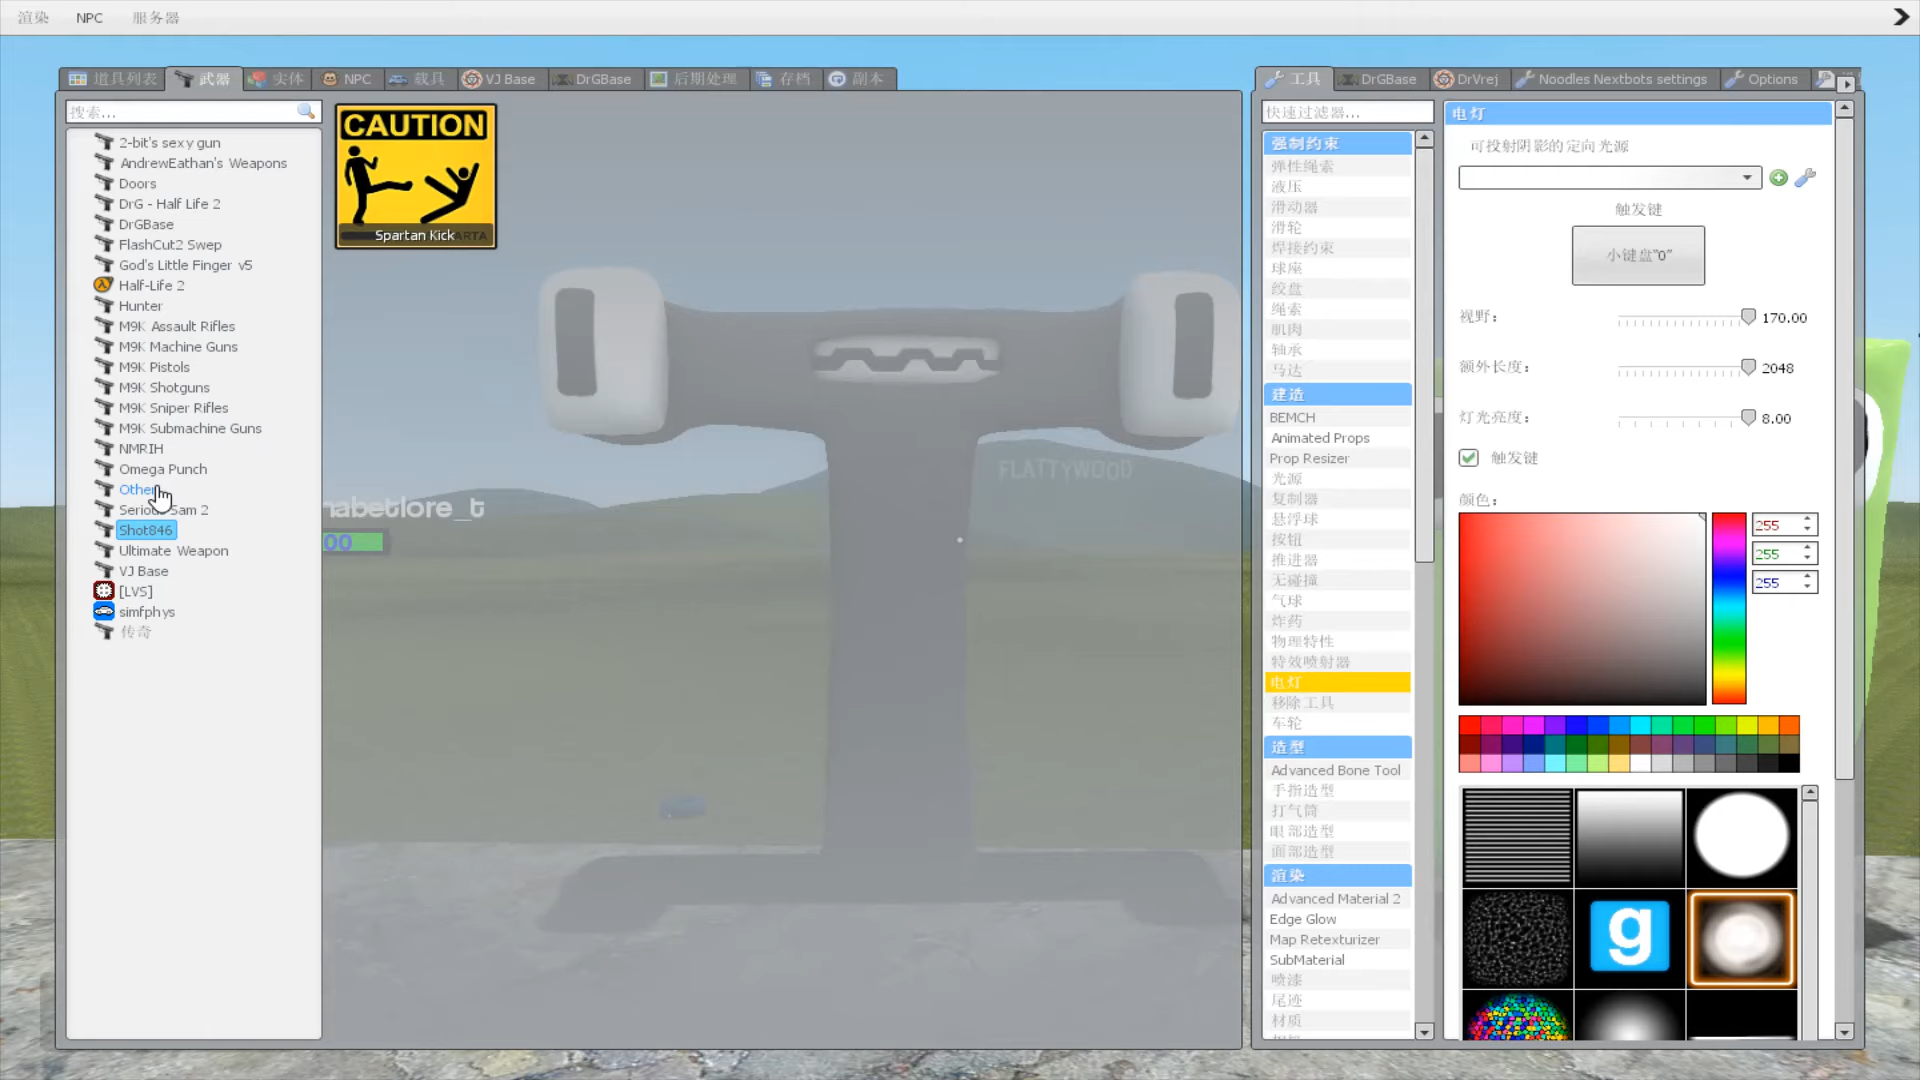 渲染 NPC 服务器
道具列表 武器 实体 NPC 载具 VJ Base DrGBase 后期处理 存档 副本
搜索...
2-bit's sexy gun
AndrewEathan's Weapons
Doors
DrG - Half Life 2
DrGBase
FlashCut2 Swep
God's Little Finger v5
Half-Life 2
Hunter
M9K Assault Rifles
M9K Machine Guns
M9K Pistols
M9K Shotguns
M9K Sniper Rifles
M9K Submachine Guns
NMRIH
Omega Punch
Other
Serious Sam 2
Shot846
Ultimate Weapon
VJ Base
[LVS]
simfphys
传奇
CAUTION
Spartan Kick
FLATTYWOOD
habetlore_t
00
工具 DrGBase DrVrej Noodles Nextbots settings Options
快速过滤器...
强制约束
弹性绳索
液压
滑动器
滑轮
焊接约束
球座
绞盘
绳索
肌肉
轴承
马达
建造
BEMCH
Animated Props
Prop Resizer
光源
复制器
悬浮球
按钮
推进器
无碰撞
气球
炸药
物理特性
特效喷射器
电灯
移除工具
车轮
造型
Advanced Bone Tool
手指造型
打气筒
眼部造型
面部造型
渲染
Advanced Material 2
Edge Glow
Map Retexturizer
SubMaterial
喷漆
尾迹
材质
电灯
可投射阴影的定向光源
触发键
小键盘"0"
视野: 170.00
额外长度: 2048
灯光亮度: 8.00
触发键
颜色:
255
255
255
g